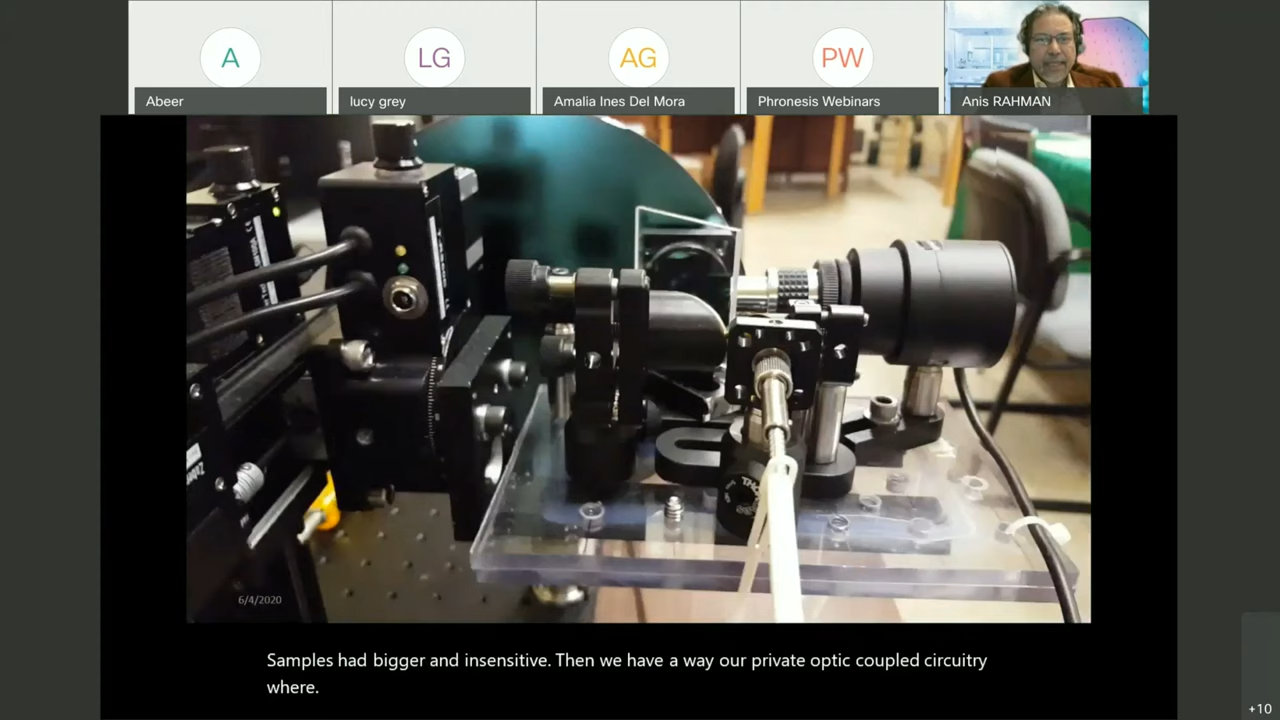 A
LG
AG
PW
Abeer
lucy grey
Amalia Ines Del Mora
Phronesis Webinars
Anis RAHMAN
6/4/2020
Samples had bigger and insensitive. Then we have a way our private optic coupled circuitry
where.
+10